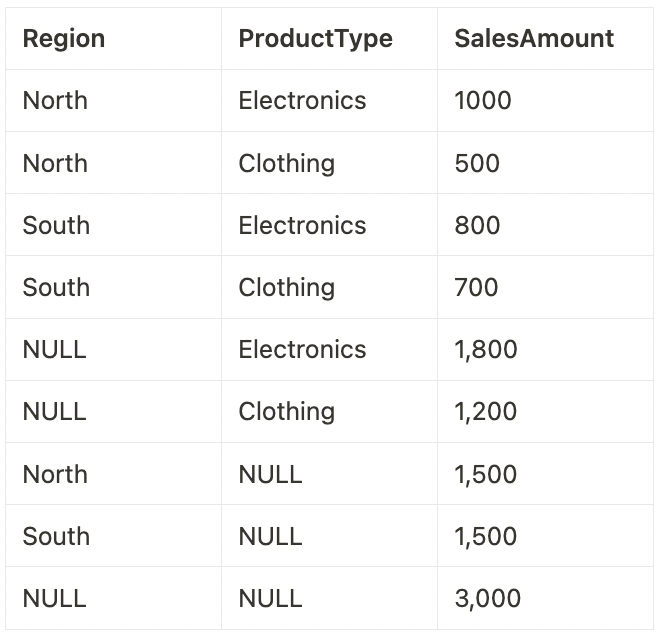 Region ProductType SalesAmount
North Electronics 1000
North Clothing 500
South Electronics 800
South Clothing 700
NULL Electronics 1,800
NULL Clothing 1,200
North NULL 1,500
South NULL 1,500
NULL NULL 3,000